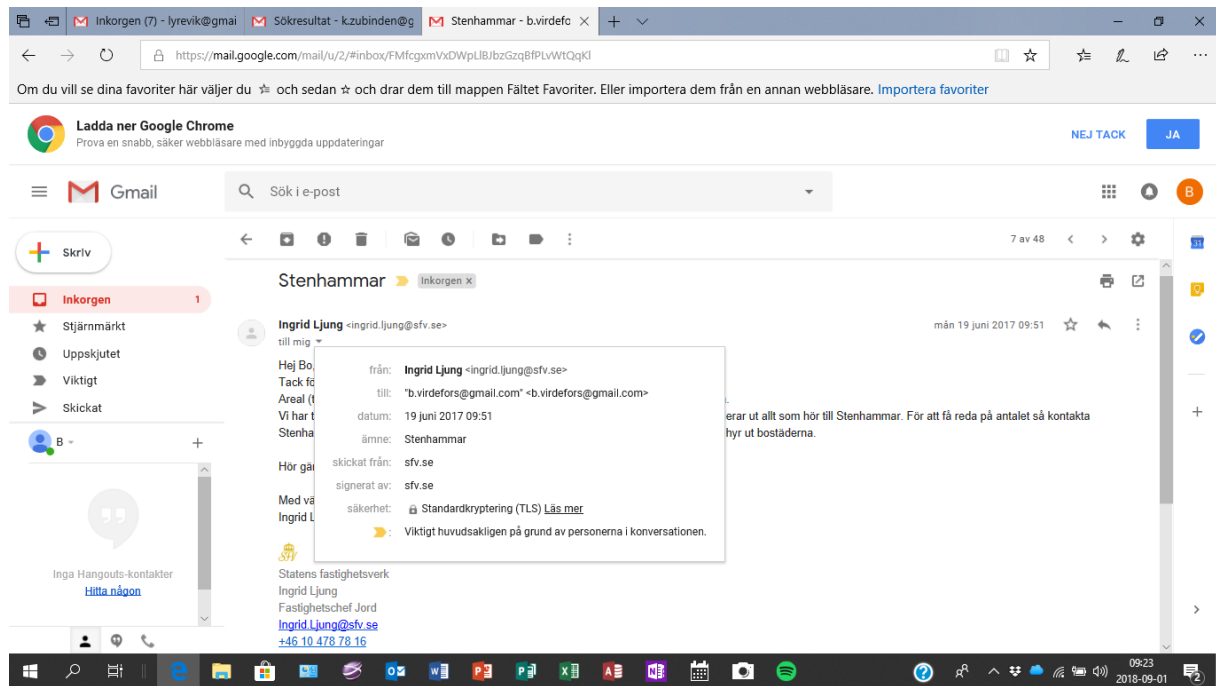 Inkorgen (7) - lyrevik@gmai
Sökresultat - k.zubinden@g
Stenhammar - b.virdefo
https://mail.google.com/mail/u/2/#inbox/FMfcgxmVxDWpLlBJbzGzqBfPLvWtQqKl
Om du vill se dina favoriter här väljer du och sedan ☆ och drar dem till mappen Fältet Favoriter. Eller importera dem från en annan webbläsare. Importera favoriter
Ladda ner Google Chrome
Prova en snabb, säker webbläsare med inbyggda uppdateringar
NEJ TACK
JA
Gmail
Sök i e-post
B
Skriv
7 av 48
31
Stenhammar
Inkorgen x
Inkorgen 1
Stjärnmärkt
Uppskjutet
Viktigt
Skickat
B
Ingrid Ljung <ingrid.ljung@sfv.se>
mån 19 juni 2017 09:51
till mig
Hej Bo,
Tack fö
Areal (t
Vi har t erar ut allt som hör till Stenhammar. För att få reda på antalet så kontakta
Stenha hyr ut bostäderna.
Hör gä
Med vä
Ingrid L
från: Ingrid Ljung <ingrid.ljung@sfv.se>
till: "b.virdefors@gmail.com" <b.virdefors@gmail.com>
datum: 19 juni 2017 09:51
ämne: Stenhammar
skickat från: sfv.se
signerat av: sfv.se
säkerhet: Standardkryptering (TLS) Läs mer
: Viktigt huvudsakligen på grund av personerna i konversationen.
Statens fastighetsverk
Ingrid Ljung
Fastighetschef Jord
Ingrid.Ljung@sfv.se
+46 10 478 78 16
Inga Hangouts-kontakter
Hitta någon
09:23
2018-09-01
2